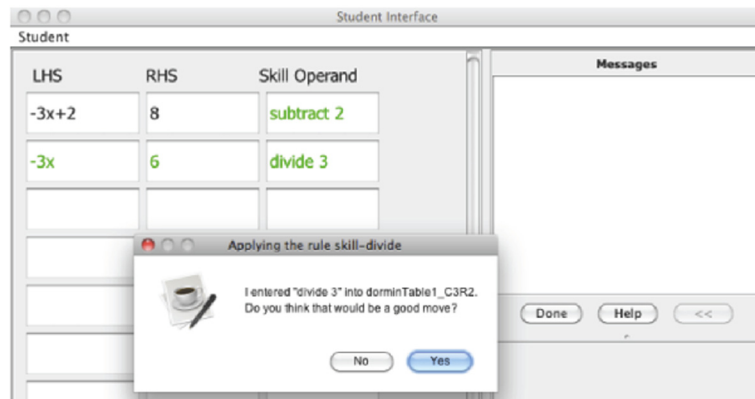 Student Interface
Student
LHS RHS Skill Operand
-3x+2 8 subtract 2
-3x 6 divide 3
Messages
Applying the rule skill-divide
I entered "divide 3" into dorminTable1_C3R2.
Do you think that would be a good move?
No Yes
Done Help <<